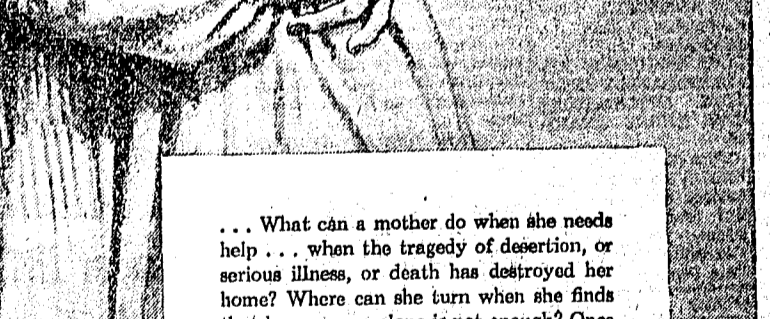 ... What can a mother do when she needs
help ... when the tragedy of desertion, or
serious illness, or death has destroyed her
home? Where can she turn when she finds